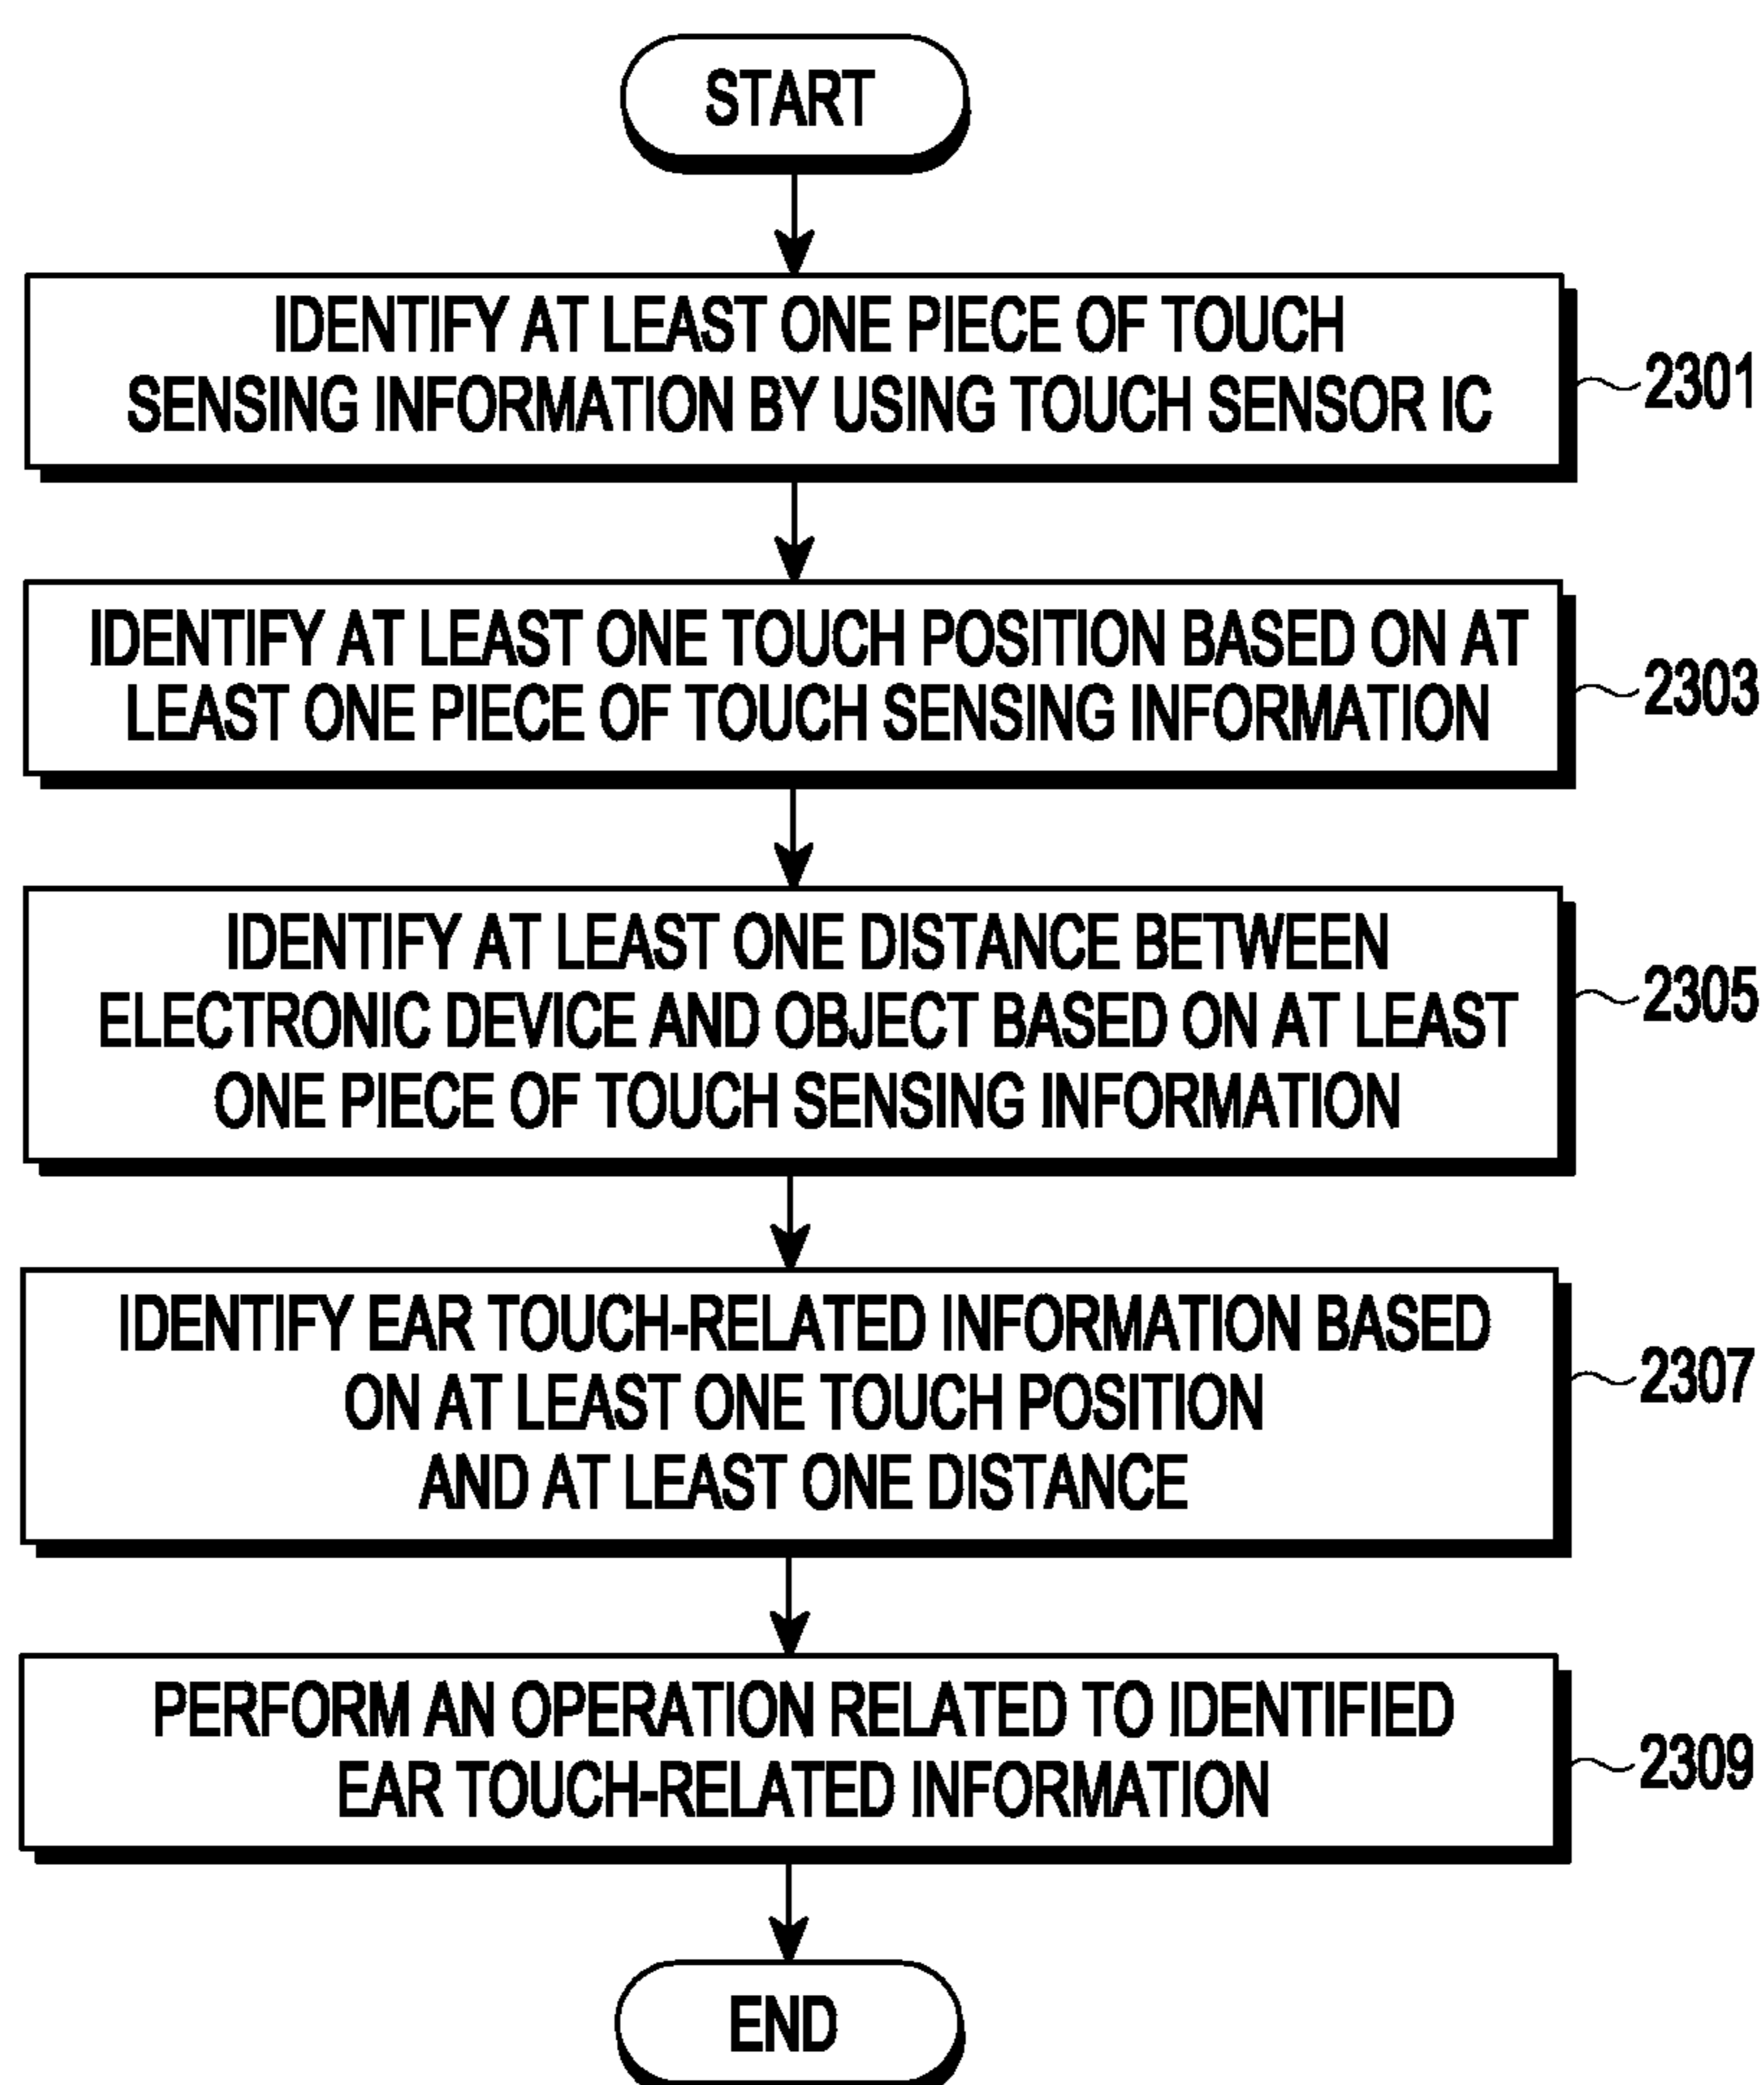 START
IDENTIFY AT LEAST ONE PIECE OF TOUCH
SENSING INFORMATION BY USING TOUCH SENSOR IC
2301
IDENTIFY AT LEAST ONE TOUCH POSITION BASED ON AT
LEAST ONE PIECE OF TOUCH SENSING INFORMATION
2303
IDENTIFY AT LEAST ONE DISTANCE BETWEEN
ELECTRONIC DEVICE AND OBJECT BASED ON AT LEAST
ONE PIECE OF TOUCH SENSING INFORMATION
2305
IDENTIFY EAR TOUCH-RELATED INFORMATION BASED
ON AT LEAST ONE TOUCH POSITION
AND AT LEAST ONE DISTANCE
2307
PERFORM AN OPERATION RELATED TO IDENTIFIED
EAR TOUCH-RELATED INFORMATION
2309
END